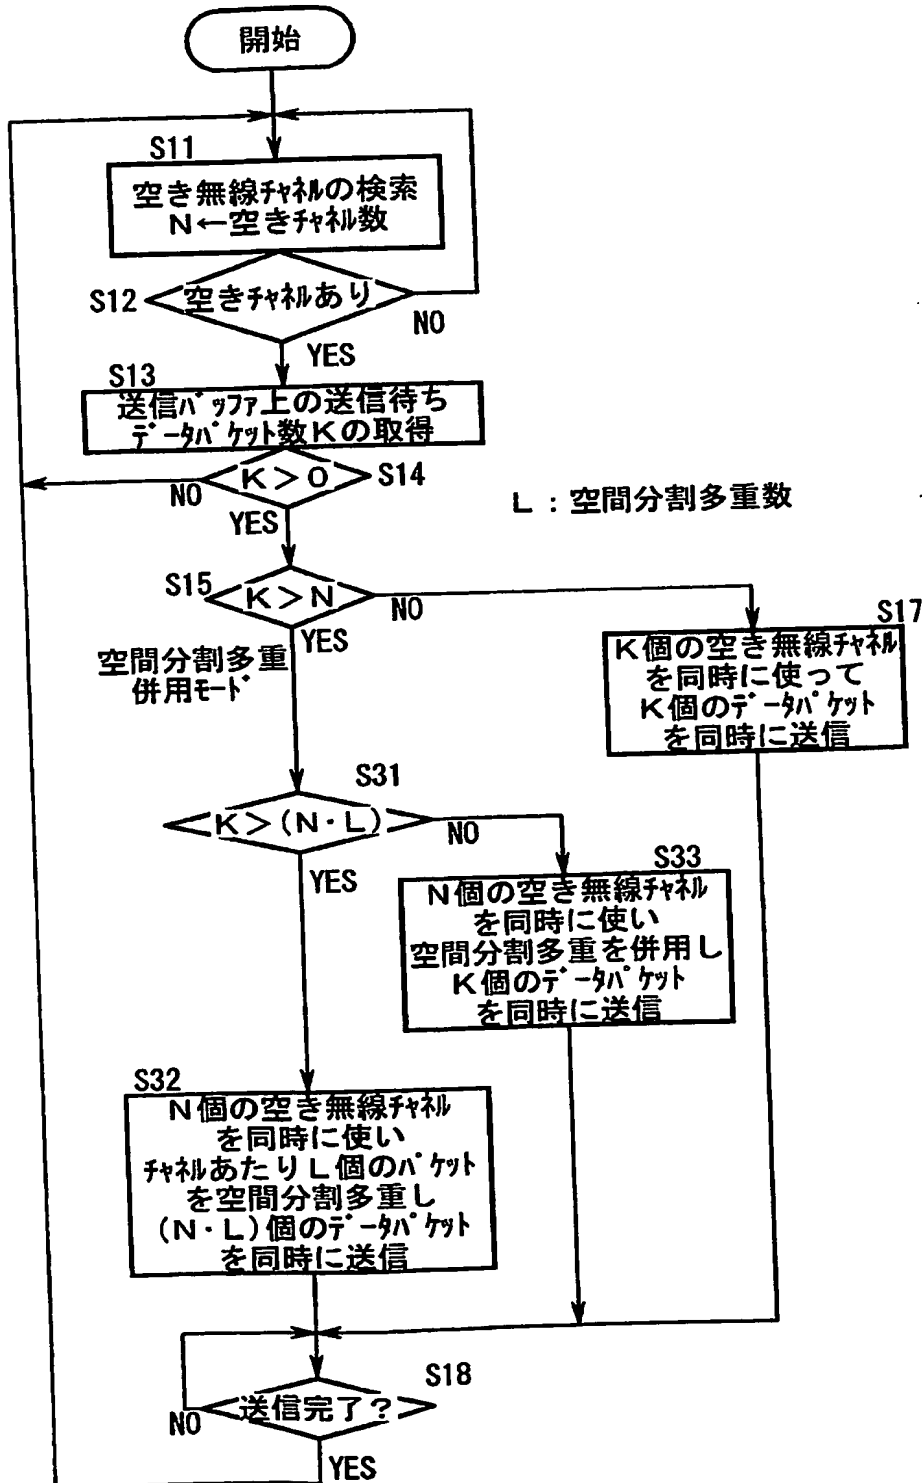 開始
S11
空き無線ﾁｬﾈﾙの検索
N←空きﾁｬﾈﾙ数
S12
空きﾁｬﾈﾙあり
NO
YES
S13
送信ﾊﾞｯﾌｧ上の送信待ち
ﾃﾞｰﾀﾊﾟｹｯﾄ数Kの取得
K>0
S14
NO
YES
L：空間分割多重数
S15
K>N
NO
YES
S17
K個の空き無線ﾁｬﾈﾙ
を同時に使って
K個のﾃﾞｰﾀﾊﾟｹｯﾄ
を同時に送信
空間分割多重
併用ﾓｰﾄﾞ
S31
K>(N・L)
NO
YES
S33
N個の空き無線ﾁｬﾈﾙ
を同時に使い
空間分割多重を併用し
K個のﾃﾞｰﾀﾊﾟｹｯﾄ
を同時に送信
S32
N個の空き無線ﾁｬﾈﾙ
を同時に使い
ﾁｬﾈﾙあたりL個のﾊﾟｹｯﾄ
を空間分割多重し
(N・L)個のﾃﾞｰﾀﾊﾟｹｯﾄ
を同時に送信
S18
送信完了?
NO
YES